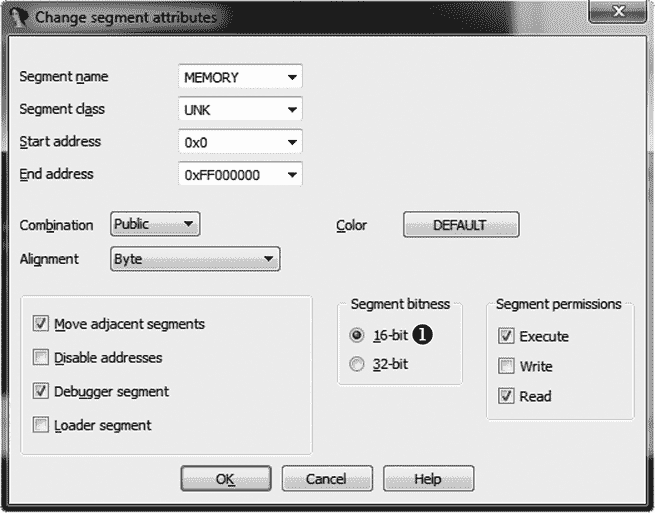 Change segment attributes
Segment name MEMORY
Segment class UNK
Start address 0x0
End address 0xFF000000
Combination Public Color DEFAULT
Alignment Byte
Segment bitness Segment permissions
Move adjacent segments 16-bit ❶ Execute
Disable addresses 32-bit Write
Debugger segment Read
Loader segment
OK Cancel Help